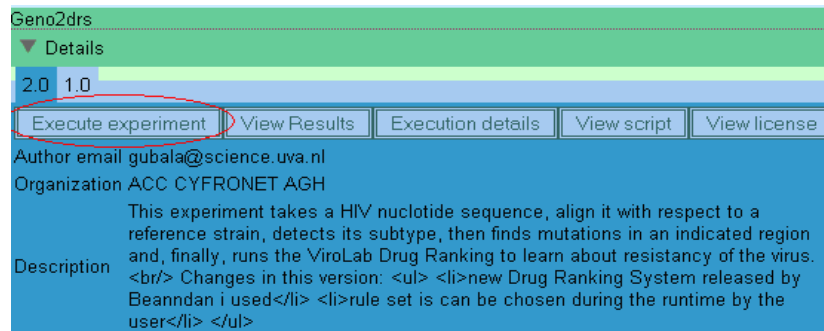 Geno2drs
▼ Details
2.0 1.0
Execute experiment View Results Execution details View script View license
Author email gubala@science.uva.nl
Organization ACC CYFRONET AGH
This experiment takes a HIV nuclotide sequence, align it with respect to a
reference strain, detects its subtype, then finds mutations in an indicated region
and, finally, runs the ViroLab Drug Ranking to learn about resistancy of the virus.
Description <br/> Changes in this version: <ul> <li>new Drug Ranking System released by
Beanndan i used</li> <li>rule set is can be chosen during the runtime by the
user</li> </ul>